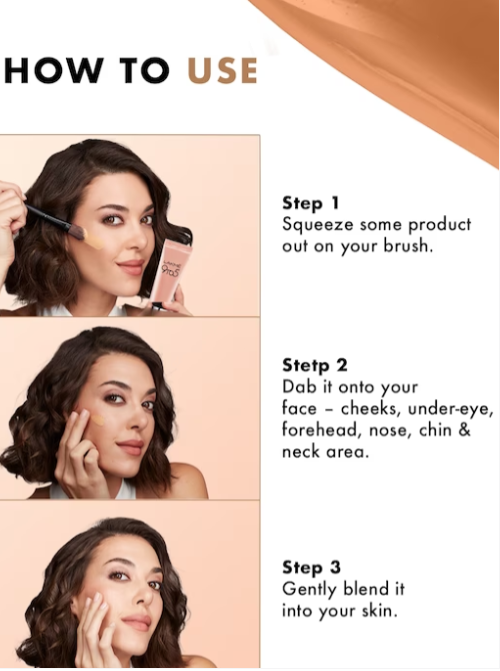 HOW TO USE
Step 1
Squeeze some product
out on your brush.
9to5
Stetp 2
Dab it onto your
face – cheeks, under-eye,
forehead, nose, chin &
neck area.
Step 3
Gently blend it
into your skin.